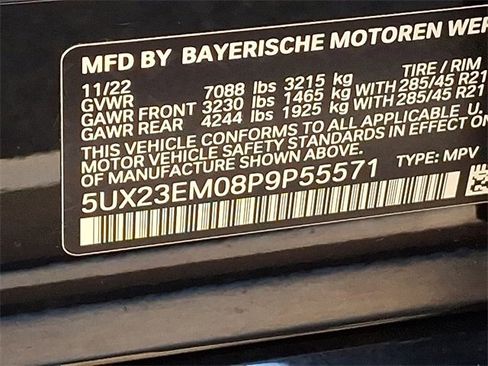 MFD BY BAYERISCHE MOTOREN WER
11/22 TIRE / RIM
GVWR 7088 lbs 3215 kg
GAWR FRONT 3230 lbs 1465 kg WITH 285/45 R21
GAWR REAR 4244 lbs 1925 kg WITH 285/45 R21
THIS VEHICLE CONFORMS TO ALL APPLICABLE U.
MOTOR VEHICLE SAFETY STANDARDS IN EFFECT ON
OF MANUFACTURE SHOWN ABOVE.
5UX23EM08P9P55571 TYPE: MPV